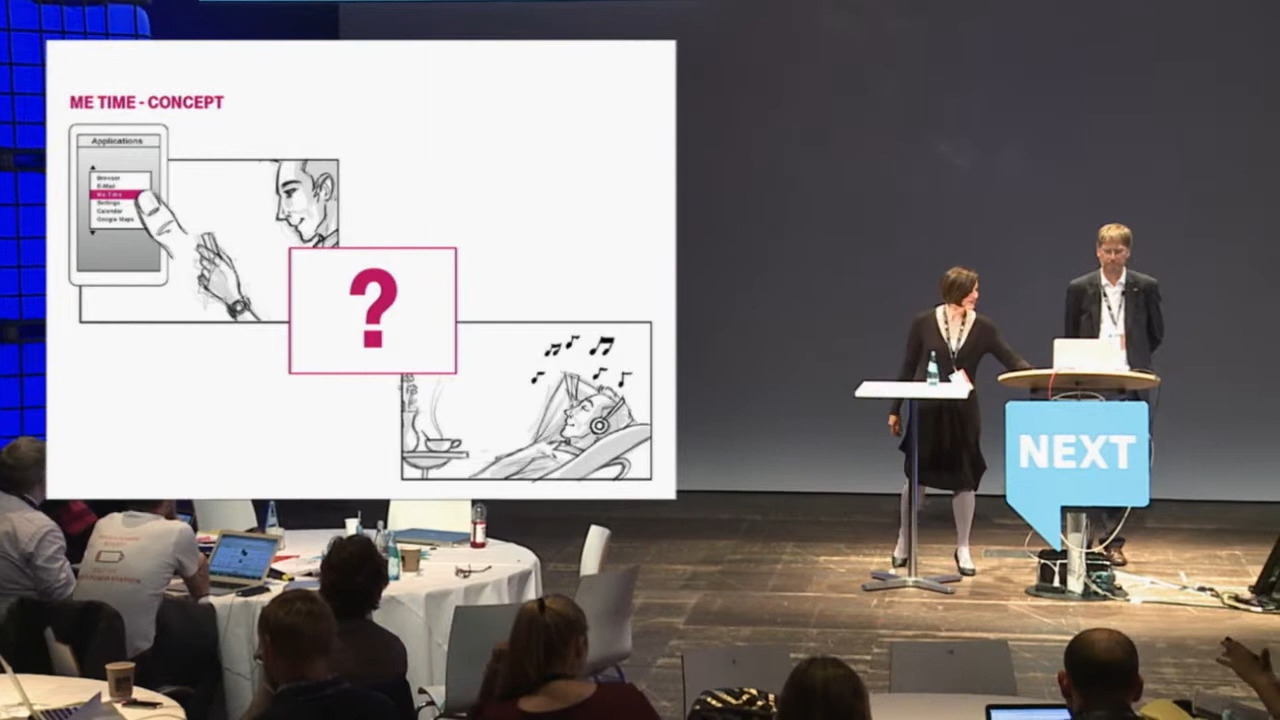 ME TIME - CONCEPT
Applications
Browser
E-Mail
Me Time
Settings
Calendar
Google Maps
?
NEXT